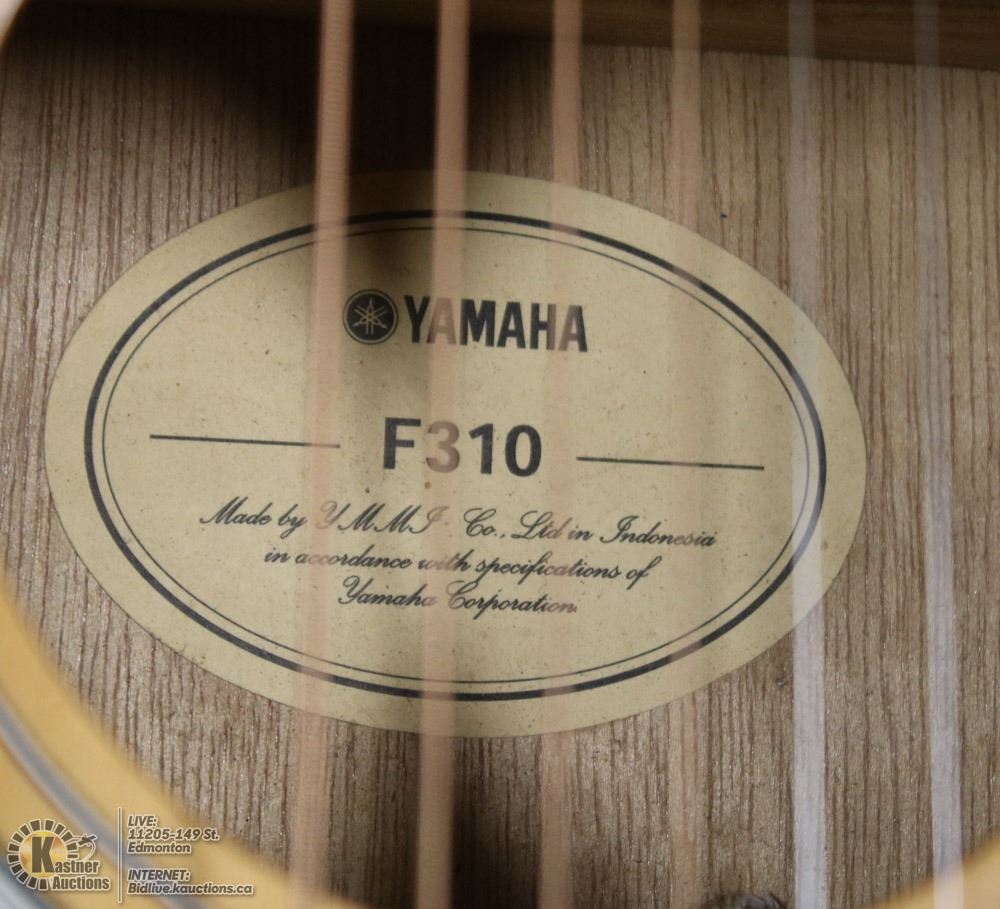 YAMAHA
F310
Made by YMMI Co., Ltd in Indonesia
in accordance with specifications of
Yamaha Corporation.
Kastner
Auctions
LIVE:
11205-149 St.
Edmonton
INTERNET:
Bidlive.kauctions.ca